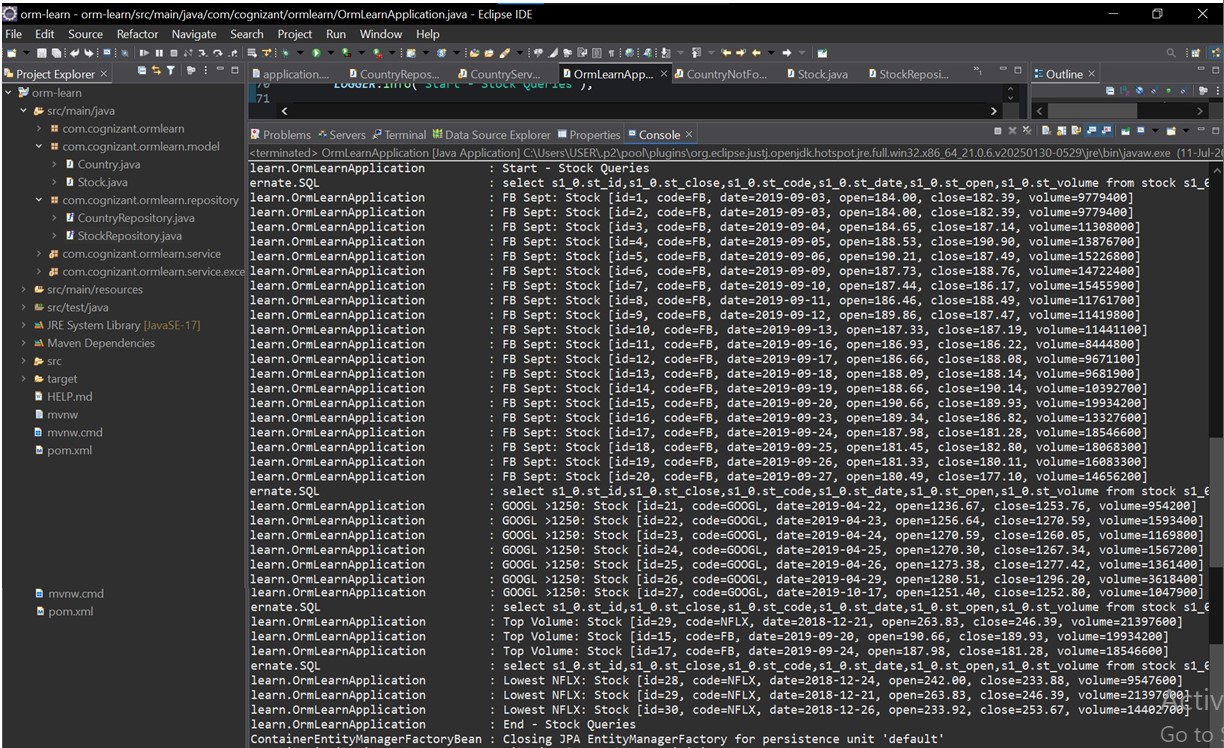 orm-learn - orm-learn/src/main/java/com/cognizant/ormlearn/OrmLearnApplication.java - Eclipse IDE
File Edit Source Refactor Navigate Search Project Run Window Help
Project Explorer
application....
CountryRepos...
CountryServ...
OrmLearnApp...
CountryNotFo...
Stock.java
StockReposi...
Outline
orm-learn
src/main/java
com.cognizant.ormlearn
com.cognizant.ormlearn.model
Country.java
Stock.java
com.cognizant.ormlearn.repository
CountryRepository.java
StockRepository.java
com.cognizant.ormlearn.service
com.cognizant.ormlearn.service.exce
src/main/resources
src/test/java
JRE System Library [JavaSE-17]
Maven Dependencies
src
target
HELP.md
mvnw
mvnw.cmd
pom.xml
mvnw.cmd
pom.xml
70 LOGGER.info("Start - Stock Queries");
71
Problems Servers Terminal Data Source Explorer Properties Console
<terminated> OrmLearnApplication [Java Application] C:\Users\USER\.p2\pool\plugins\org.eclipse.justj.openjdk.hotspot.jre.full.win32.x86_64_21.0.6.v20250130-0529\jre\bin\javaw.exe (11-Jul-20
learn.OrmLearnApplication : Start - Stock Queries
ernate.SQL : select s1_0.st_id,s1_0.st_close,s1_0.st_code,s1_0.st_date,s1_0.st_open,s1_0.st_volume from stock s1_0
learn.OrmLearnApplication : FB Sept: Stock [id=1, code=FB, date=2019-09-03, open=184.00, close=182.39, volume=9779400]
learn.OrmLearnApplication : FB Sept: Stock [id=2, code=FB, date=2019-09-03, open=184.00, close=182.39, volume=9779400]
learn.OrmLearnApplication : FB Sept: Stock [id=3, code=FB, date=2019-09-04, open=184.65, close=187.14, volume=11308000]
learn.OrmLearnApplication : FB Sept: Stock [id=4, code=FB, date=2019-09-05, open=188.53, close=190.90, volume=13876700]
learn.OrmLearnApplication : FB Sept: Stock [id=5, code=FB, date=2019-09-06, open=190.21, close=187.49, volume=15226800]
learn.OrmLearnApplication : FB Sept: Stock [id=6, code=FB, date=2019-09-09, open=187.73, close=188.76, volume=14722400]
learn.OrmLearnApplication : FB Sept: Stock [id=7, code=FB, date=2019-09-10, open=187.44, close=186.17, volume=15455900]
learn.OrmLearnApplication : FB Sept: Stock [id=8, code=FB, date=2019-09-11, open=186.46, close=188.49, volume=11761700]
learn.OrmLearnApplication : FB Sept: Stock [id=9, code=FB, date=2019-09-12, open=189.86, close=187.47, volume=11419800]
learn.OrmLearnApplication : FB Sept: Stock [id=10, code=FB, date=2019-09-13, open=187.33, close=187.19, volume=11441100]
learn.OrmLearnApplication : FB Sept: Stock [id=11, code=FB, date=2019-09-16, open=186.93, close=186.22, volume=8444800]
learn.OrmLearnApplication : FB Sept: Stock [id=12, code=FB, date=2019-09-17, open=186.66, close=188.08, volume=9671100]
learn.OrmLearnApplication : FB Sept: Stock [id=13, code=FB, date=2019-09-18, open=188.09, close=188.14, volume=9681900]
learn.OrmLearnApplication : FB Sept: Stock [id=14, code=FB, date=2019-09-19, open=188.66, close=190.14, volume=10392700]
learn.OrmLearnApplication : FB Sept: Stock [id=15, code=FB, date=2019-09-20, open=190.66, close=189.93, volume=19934200]
learn.OrmLearnApplication : FB Sept: Stock [id=16, code=FB, date=2019-09-23, open=189.34, close=186.82, volume=13327600]
learn.OrmLearnApplication : FB Sept: Stock [id=17, code=FB, date=2019-09-24, open=187.98, close=181.28, volume=18546600]
learn.OrmLearnApplication : FB Sept: Stock [id=18, code=FB, date=2019-09-25, open=181.45, close=182.80, volume=18068300]
learn.OrmLearnApplication : FB Sept: Stock [id=19, code=FB, date=2019-09-26, open=181.33, close=180.11, volume=16083300]
learn.OrmLearnApplication : FB Sept: Stock [id=20, code=FB, date=2019-09-27, open=180.49, close=177.10, volume=14656200]
ernate.SQL : select s1_0.st_id,s1_0.st_close,s1_0.st_code,s1_0.st_date,s1_0.st_open,s1_0.st_volume from stock s1_0
learn.OrmLearnApplication : GOOGL >1250: Stock [id=21, code=GOOGL, date=2019-04-22, open=1236.67, close=1253.76, volume=954200]
learn.OrmLearnApplication : GOOGL >1250: Stock [id=22, code=GOOGL, date=2019-04-23, open=1256.64, close=1270.59, volume=1593400]
learn.OrmLearnApplication : GOOGL >1250: Stock [id=23, code=GOOGL, date=2019-04-24, open=1270.59, close=1260.05, volume=1169800]
learn.OrmLearnApplication : GOOGL >1250: Stock [id=24, code=GOOGL, date=2019-04-25, open=1270.30, close=1267.34, volume=1567200]
learn.OrmLearnApplication : GOOGL >1250: Stock [id=25, code=GOOGL, date=2019-04-26, open=1273.38, close=1277.42, volume=1361400]
learn.OrmLearnApplication : GOOGL >1250: Stock [id=26, code=GOOGL, date=2019-04-29, open=1280.51, close=1296.20, volume=3618400]
learn.OrmLearnApplication : GOOGL >1250: Stock [id=27, code=GOOGL, date=2019-10-17, open=1251.40, close=1252.80, volume=1047900]
ernate.SQL : select s1_0.st_id,s1_0.st_close,s1_0.st_code,s1_0.st_date,s1_0.st_open,s1_0.st_volume from stock s1_0
learn.OrmLearnApplication : Top Volume: Stock [id=29, code=NFLX, date=2018-12-21, open=263.83, close=246.39, volume=21397600]
learn.OrmLearnApplication : Top Volume: Stock [id=15, code=FB, date=2019-09-20, open=190.66, close=189.93, volume=19934200]
learn.OrmLearnApplication : Top Volume: Stock [id=17, code=FB, date=2019-09-24, open=187.98, close=181.28, volume=18546600]
ernate.SQL : select s1_0.st_id,s1_0.st_close,s1_0.st_code,s1_0.st_date,s1_0.st_open,s1_0.st_volume from stock s1_0
learn.OrmLearnApplication : Lowest NFLX: Stock [id=28, code=NFLX, date=2018-12-24, open=242.00, close=233.88, volume=9547600]
learn.OrmLearnApplication : Lowest NFLX: Stock [id=29, code=NFLX, date=2018-12-21, open=263.83, close=246.39, volume=21397600]
learn.OrmLearnApplication : Lowest NFLX: Stock [id=30, code=NFLX, date=2018-12-26, open=233.92, close=253.67, volume=14402700]
learn.OrmLearnApplication : End - Stock Queries
ContainerEntityManagerFactoryBean : Closing JPA EntityManagerFactory for persistence unit 'default'
Activ
Go to